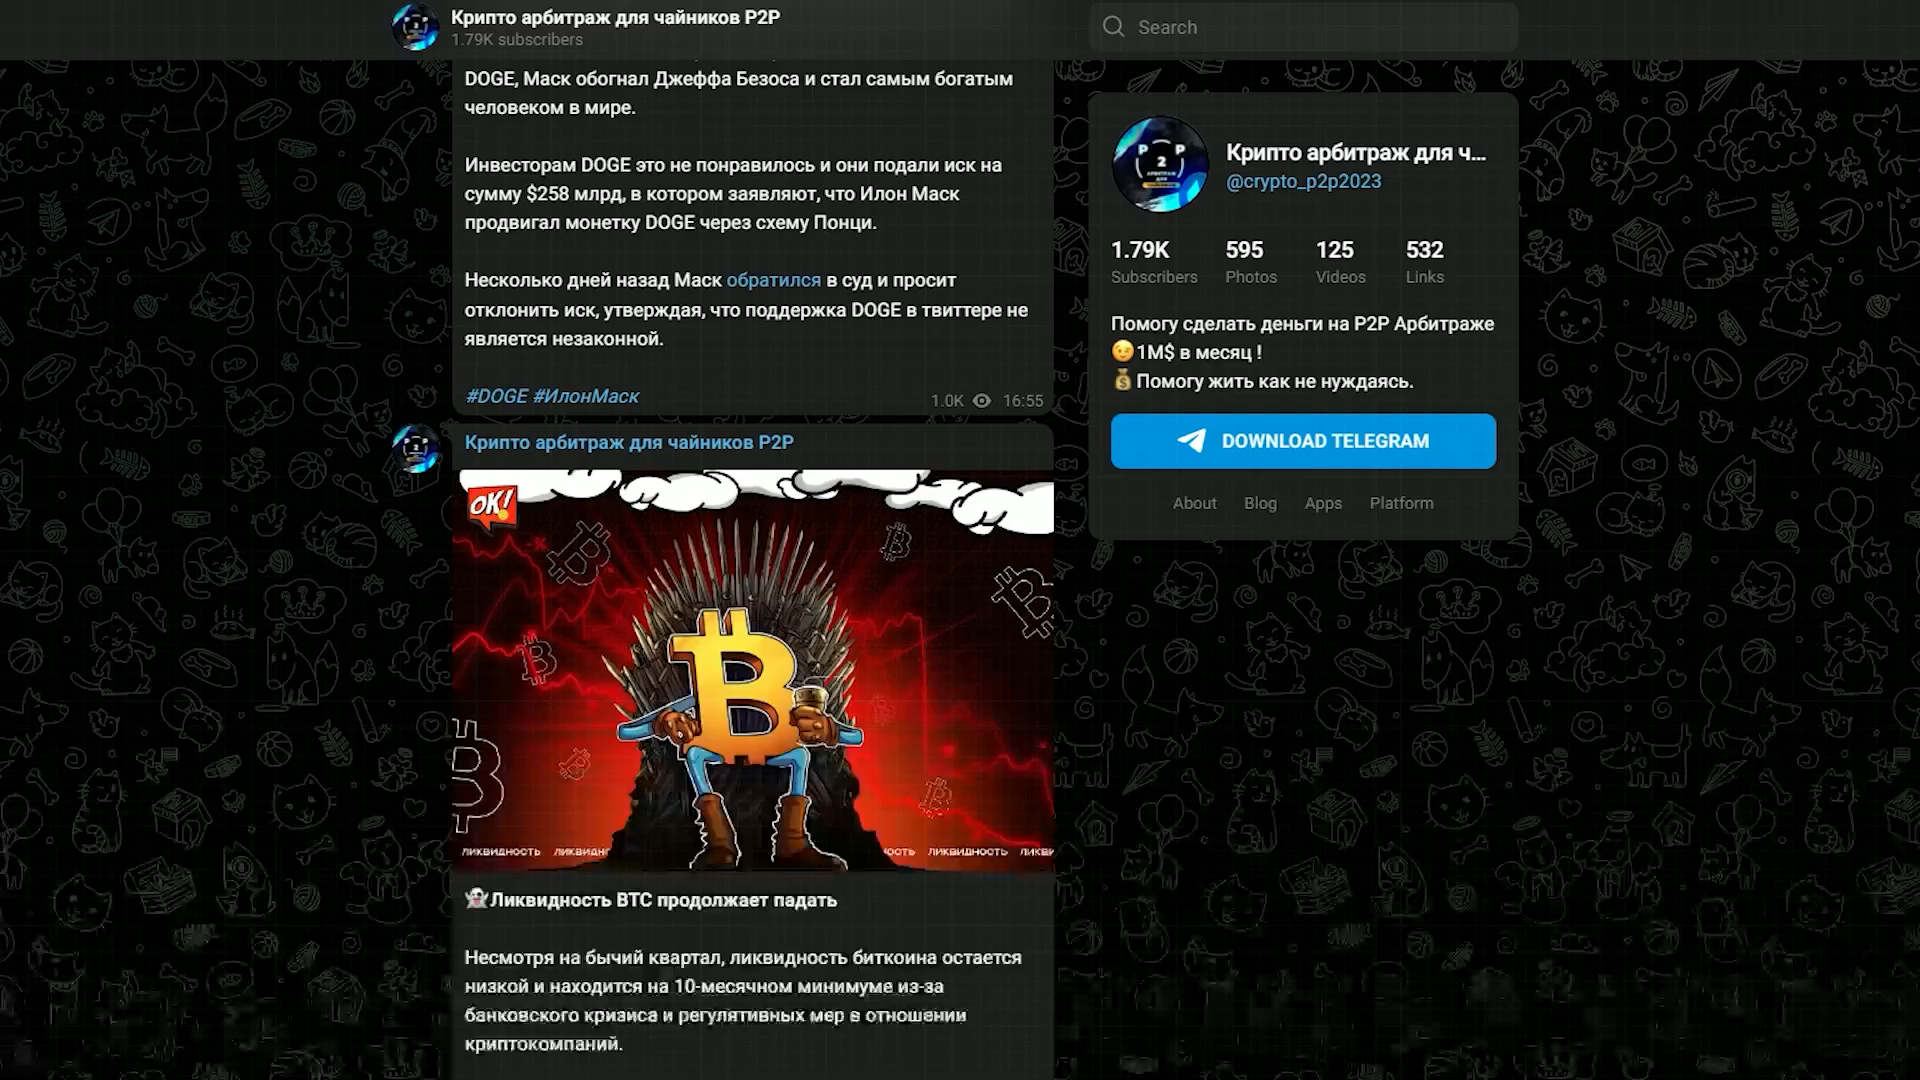 Крипто арбитраж для чайников P2P
1.79K subscribers
Search
DOGE, Маск обогнал Джеффа Безоса и стал самым богатым
человеком в мире.
Инвесторам DOGE это не понравилось и они подали иск на
сумму $258 млрд, в котором заявляют, что Илон Маск
продвигал монетку DOGE через схему Понци.
Несколько дней назад Маск обратился в суд и просит
отклонить иск, утверждая, что поддержка DOGE в твиттере не
является незаконной.
#DOGE #ИлонМаск
1.0K 16:55
Крипто арбитраж для чайников P2P
OK!
ЛИКВИДНОСТЬ ЛИКВИДНО
НОСТЬ ЛИКВИДНОСТЬ ЛИКВИ
Ликвидность BTC продолжает падать
Несмотря на бычий квартал, ликвидность биткоина остается
низкой и находится на 10-месячном минимуме из-за
банковского кризиса и регулятивных мер в отношении
криптокомпаний.
P 2 P
АРБИТРАЖ
ДЛЯ
Крипто арбитраж для ч...
@crypto_p2p2023
1.79K 595 125 532
Subscribers Photos Videos Links
Помогу сделать деньги на P2P Арбитраже
1M$ в месяц !
Помогу жить как не нуждаясь.
DOWNLOAD TELEGRAM
About Blog Apps Platform